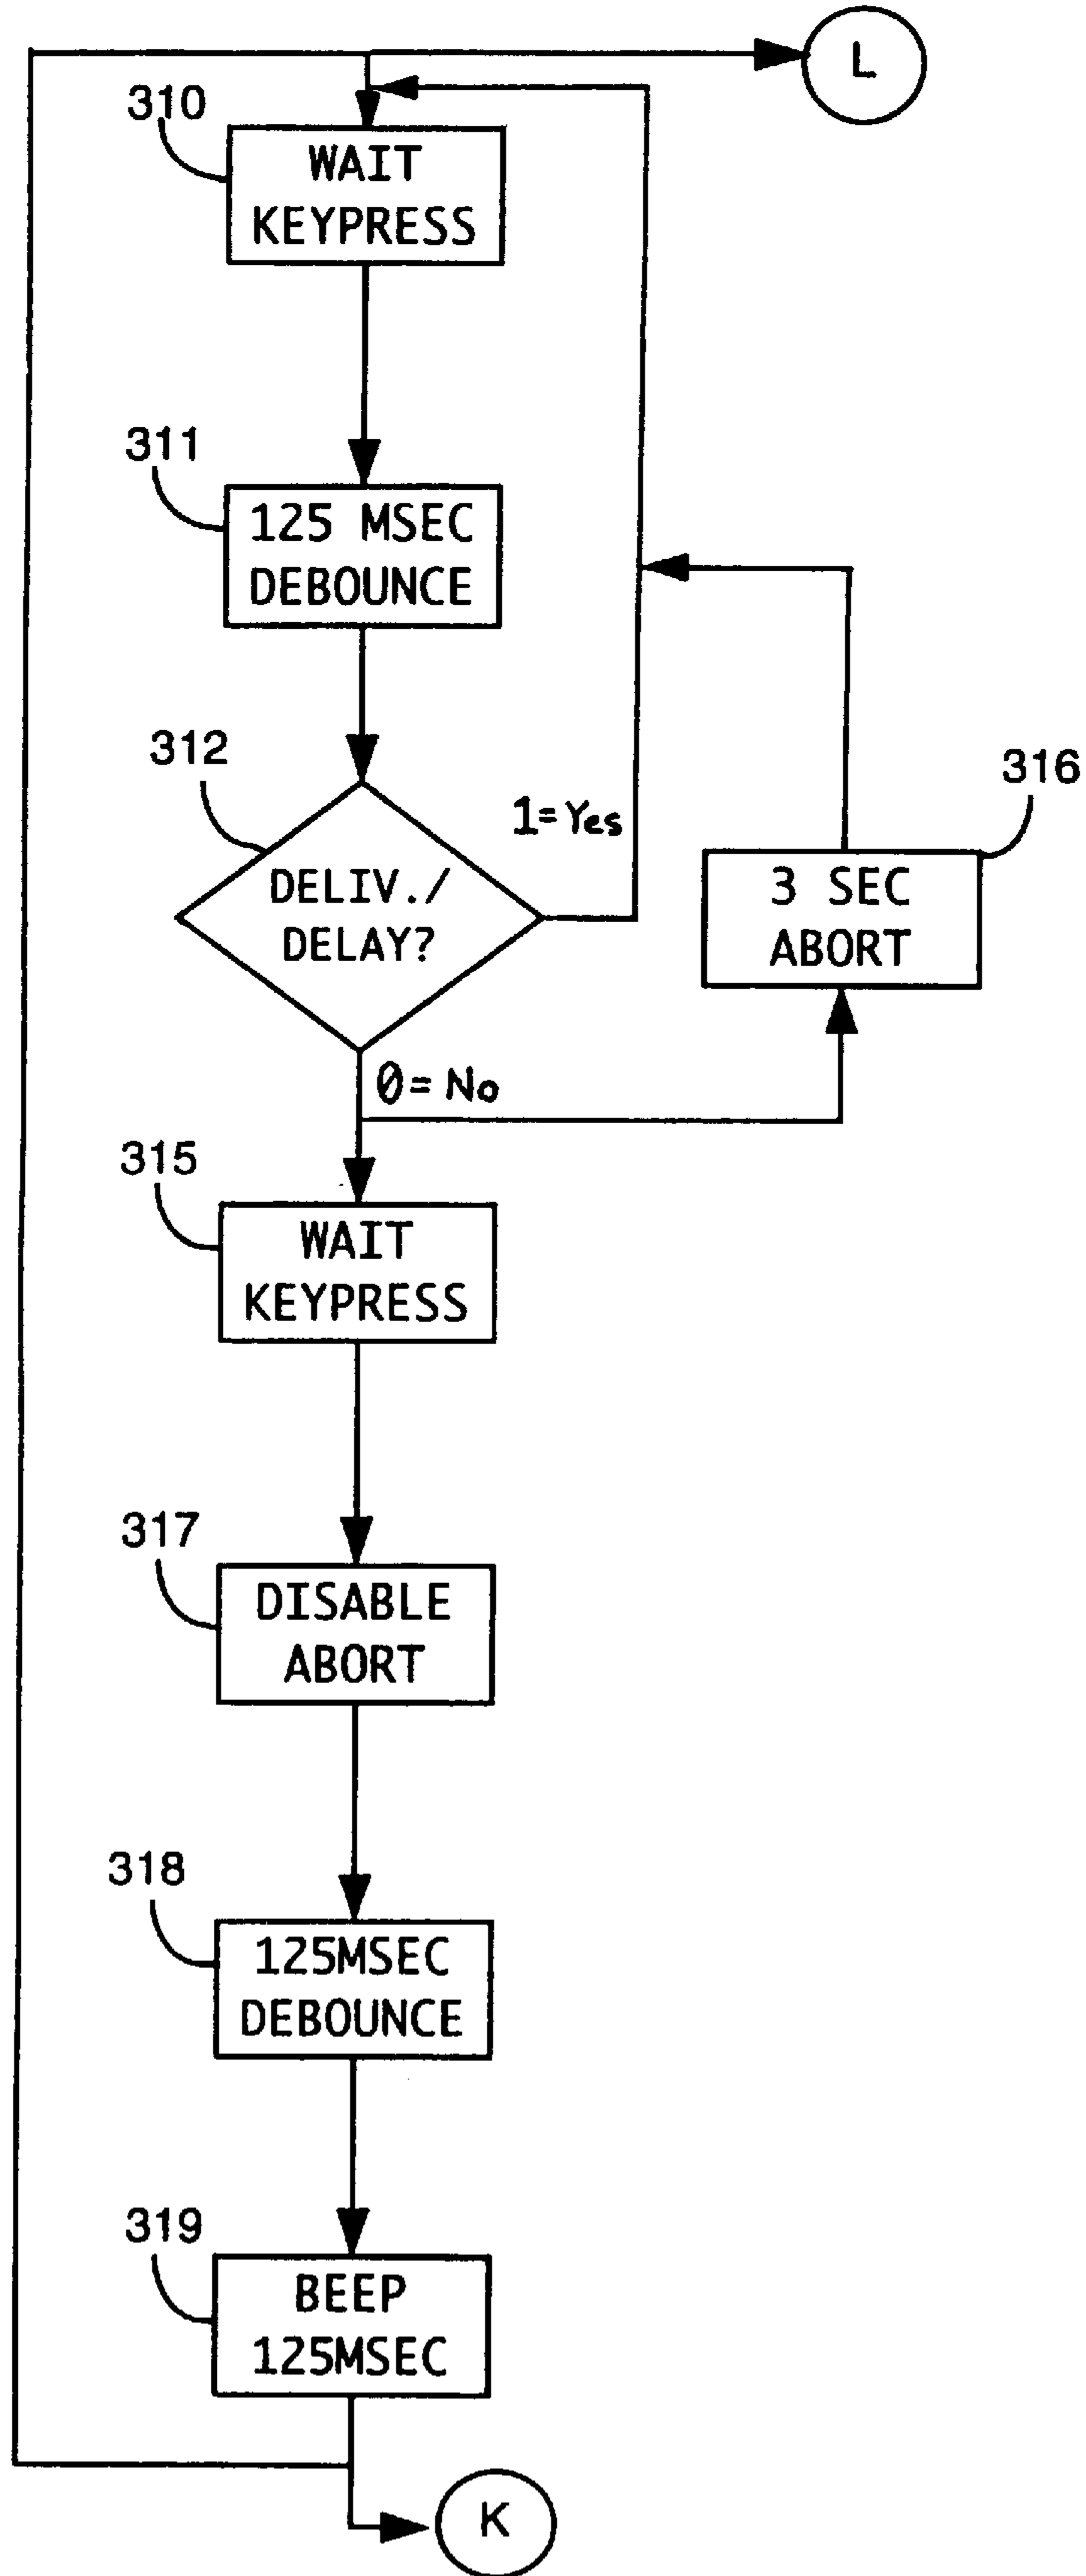 L
310
WAIT
KEYPRESS
311
125 MSEC
DEBOUNCE
312
DELIV./
DELAY?
1=Yes
316
3 SEC
ABORT
0=No
315
WAIT
KEYPRESS
317
DISABLE
ABORT
318
125MSEC
DEBOUNCE
319
BEEP
125MSEC
K